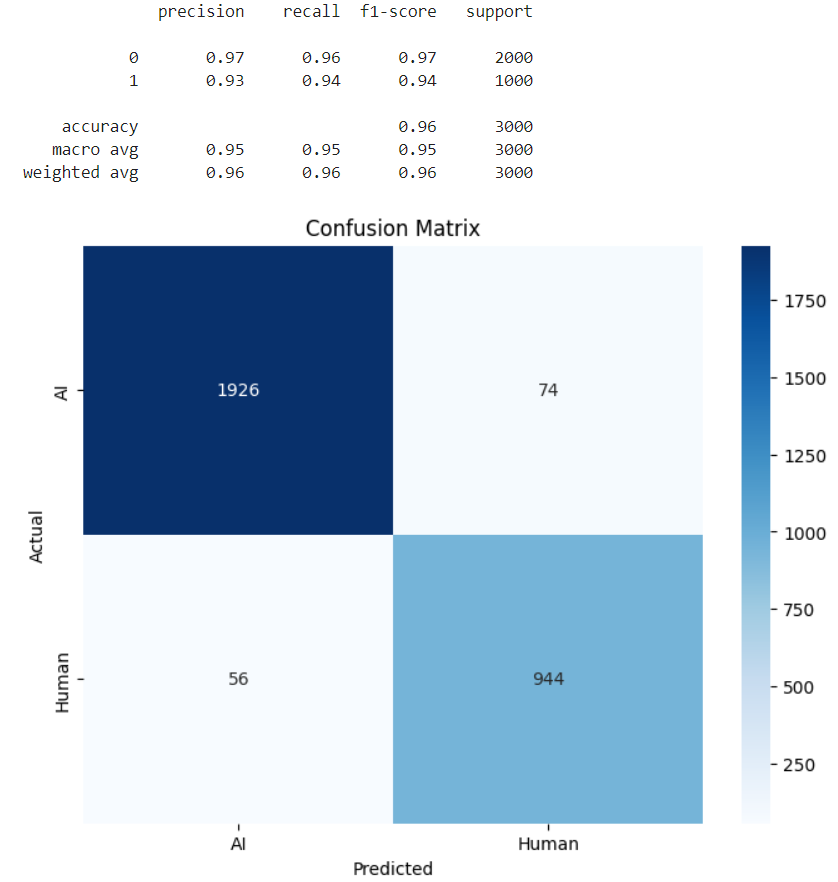 precision recall f1-score support
0 0.97 0.96 0.97 2000
1 0.93 0.94 0.94 1000
accuracy 0.96 3000
macro avg 0.95 0.95 0.95 3000
weighted avg 0.96 0.96 0.96 3000
Confusion Matrix
1926 74
56 944
AI
Human
Actual
AI Human
Predicted
1750
1500
1250
1000
750
500
250